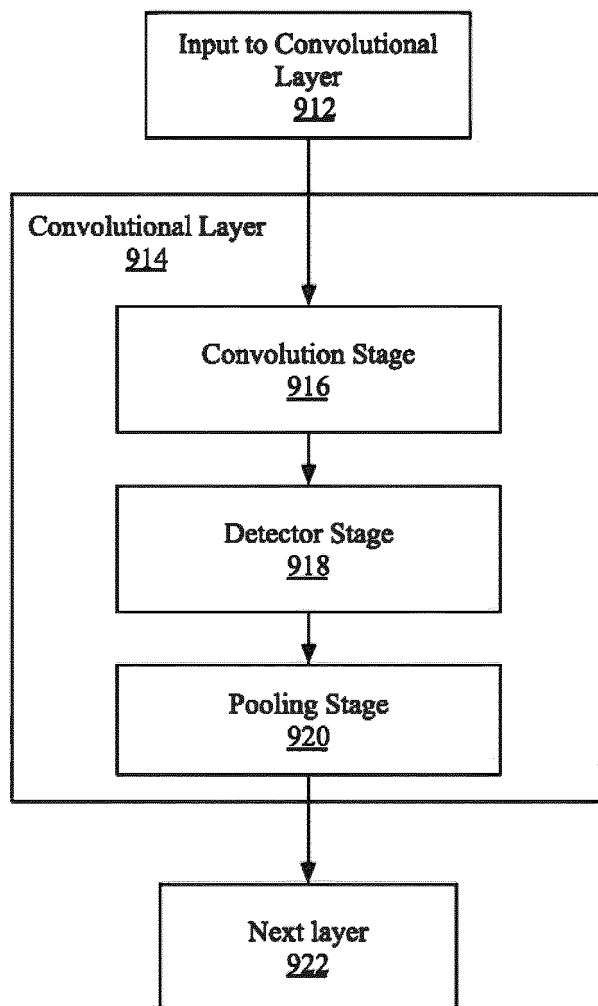 Input to Convolutional
Layer
912
Convolutional Layer
914
Convolution Stage
916
Detector Stage
918
Pooling Stage
920
Next layer
922